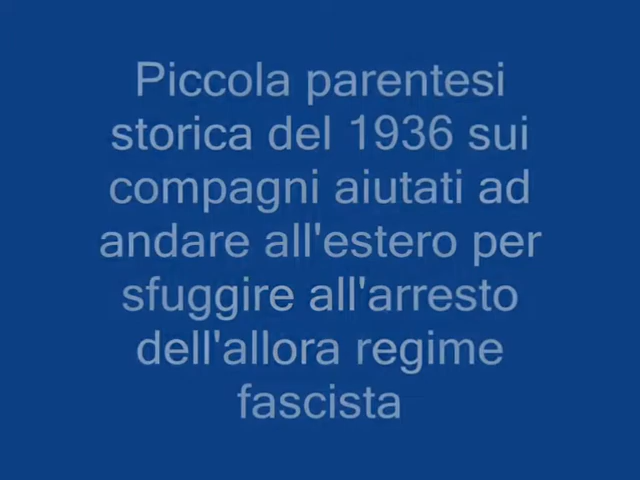 Piccola parentesi
storica del 1936 sui
compagni aiutati ad
andare all'estero per
sfuggire all'arresto
dell'allora regime
fascista